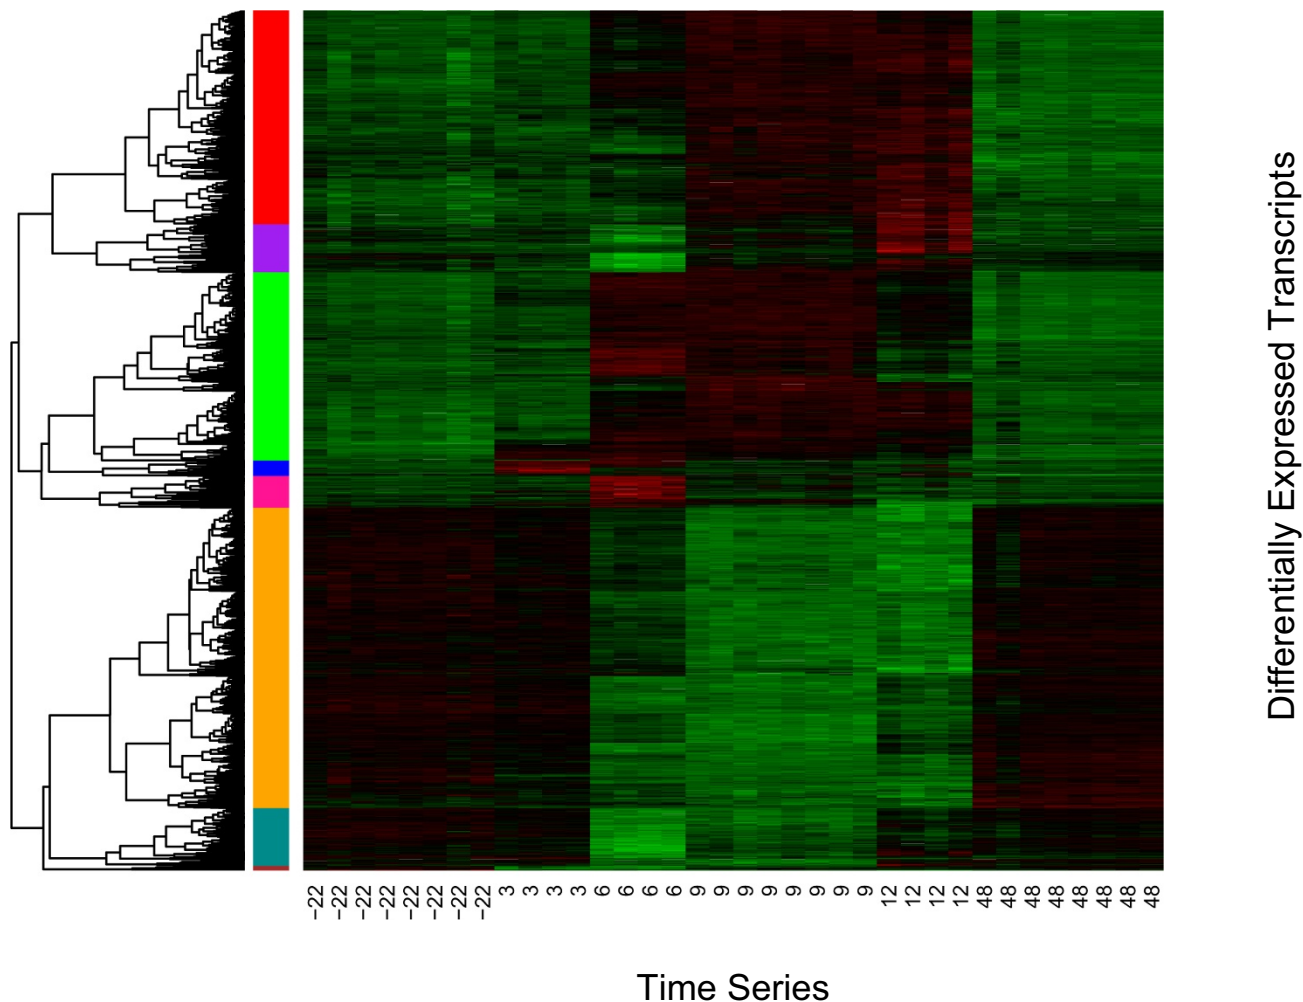 −22 −22 −22 −22 −22 −22 −22 −22 3 3 3 3 6 6 6 6 9 9 9 9 9 9 9 9 12 12 12 12 48 48 48 48 48 48 48 48
Time Series
Differentially Expressed Transcripts